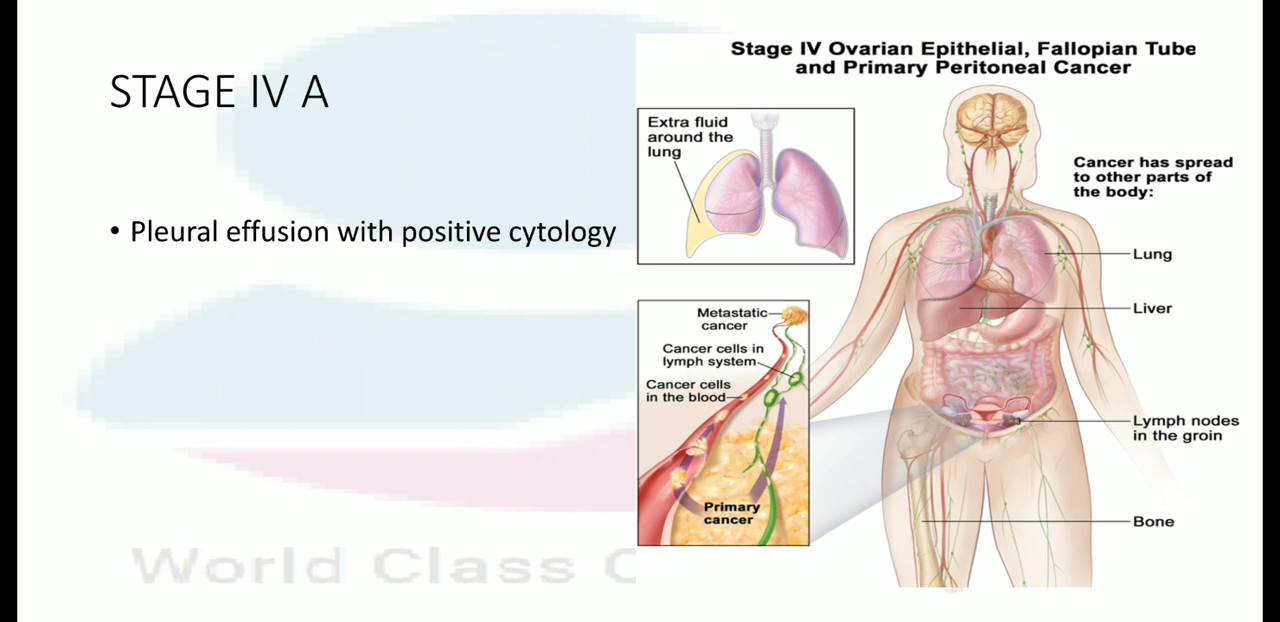 STAGE IV A
• Pleural effusion with positive cytology
Stage IV Ovarian Epithelial, Fallopian Tube
and Primary Peritoneal Cancer
Extra fluid
around the
lung
Cancer has spread
to other parts of
the body:
Lung
Liver
Lymph nodes
in the groin
Bone
Metastatic
cancer
Cancer cells in
lymph system
Cancer cells
in the blood
Primary
cancer
World Class C